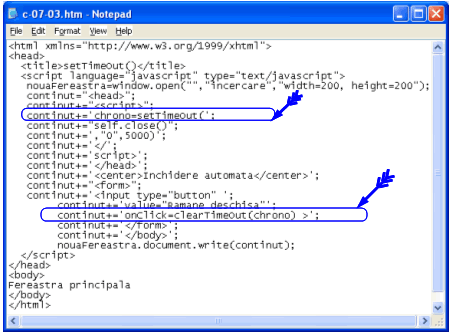 c-07-03.htm - Notepad
File Edit Format View Help
<html xmlns="http://www.w3.org/1999/xhtml">
<head>
<title>setTimeOut()</title>
<script language="javascript" type="text/javascript">
nouaFereastra=window.open("","incercare","width=200, height=200");
continut="<head>";
continut+="<script>";
continut+='chrono=setTimeout(';
continut+="self.close()";
continut+=',"0",5000)';
continut+='</';
continut+='script>';
continut+='</head>';
continut+='<center>Inchidere automata</center>';
continut+="<form>";
continut+='<input type="button" ';
continut+='value="Ramane deschisa"';
continut+='onClick=clearTimeOut(chrono) >';
continut+='</form>';
continut+='</body>';
nouaFereastra.document.write(continut);
</script>
</head>
<body>
Fereastra principala
</body>
</html>